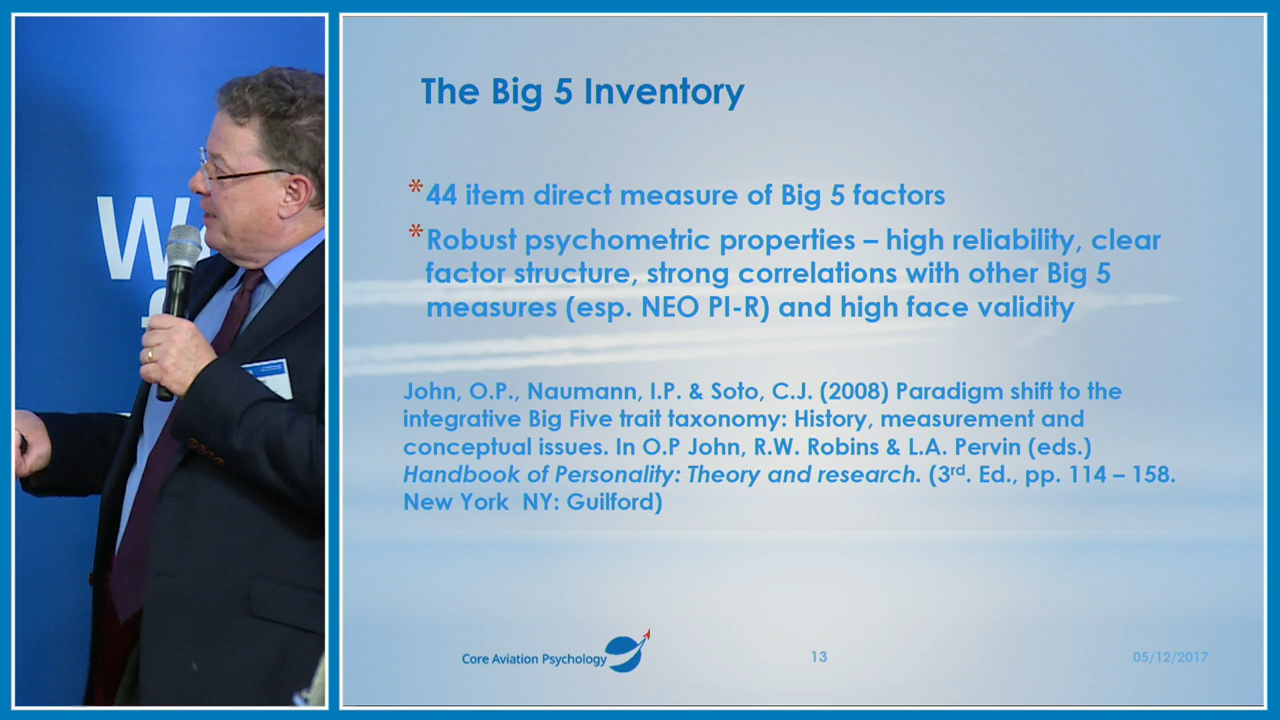 W
The Big 5 Inventory
*44 item direct measure of Big 5 factors
*Robust psychometric properties – high reliability, clear
factor structure, strong correlations with other Big 5
measures (esp. NEO PI-R) and high face validity
John, O.P., Naumann, I.P. & Soto, C.J. (2008) Paradigm shift to the
integrative Big Five trait taxonomy: History, measurement and
conceptual issues. In O.P John, R.W. Robins & L.A. Pervin (eds.)
Handbook of Personality: Theory and research. (3rd. Ed., pp. 114 – 158.
New York NY: Guilford)
Core Aviation Psychology
13
05/12/2017